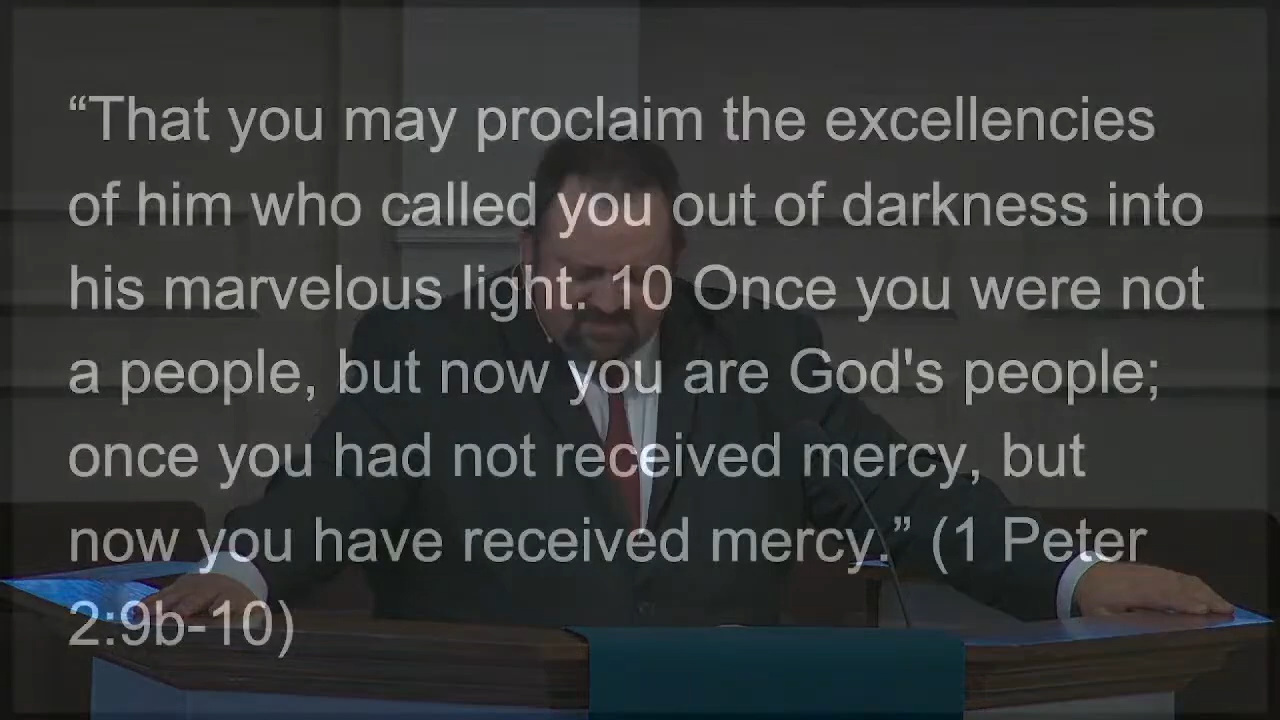 “That you may proclaim the excellencies
of him who called you out of darkness into
his marvelous light. 10 Once you were not
a people, but now you are God's people;
once you had not received mercy, but
now you have received mercy.” (1 Peter
2:9b-10)